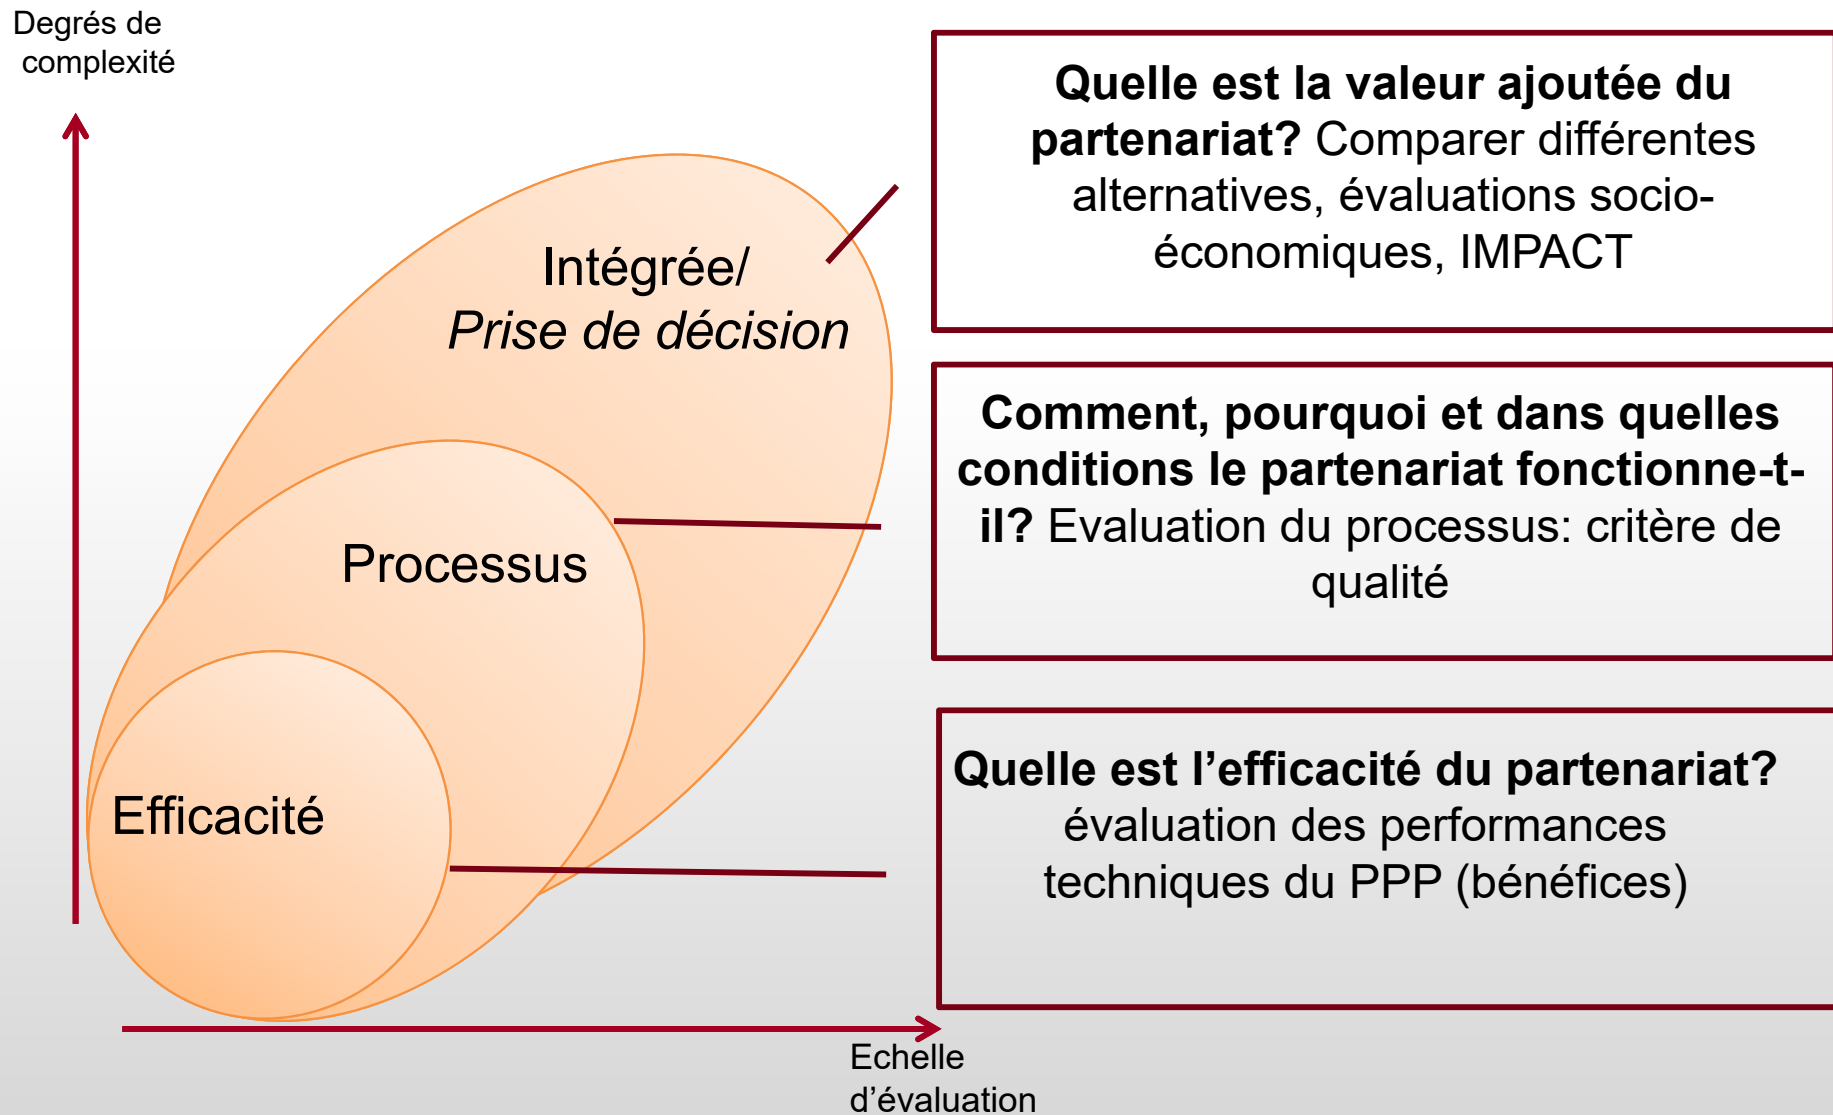 Degrés de
complexité
Quelle est la valeur ajoutée du
partenariat? Comparer différentes
alternatives, évaluations socio-
économiques, IMPACT
Intégrée/
Prise de décision
Comment, pourquoi et dans quelles
conditions le partenariat fonctionne-t-
il? Evaluation du processus: critère de
qualité
Processus
Quelle est l’efficacité du partenariat?
évaluation des performances
techniques du PPP (bénéfices)
Efficacité
Echelle
d’évaluation